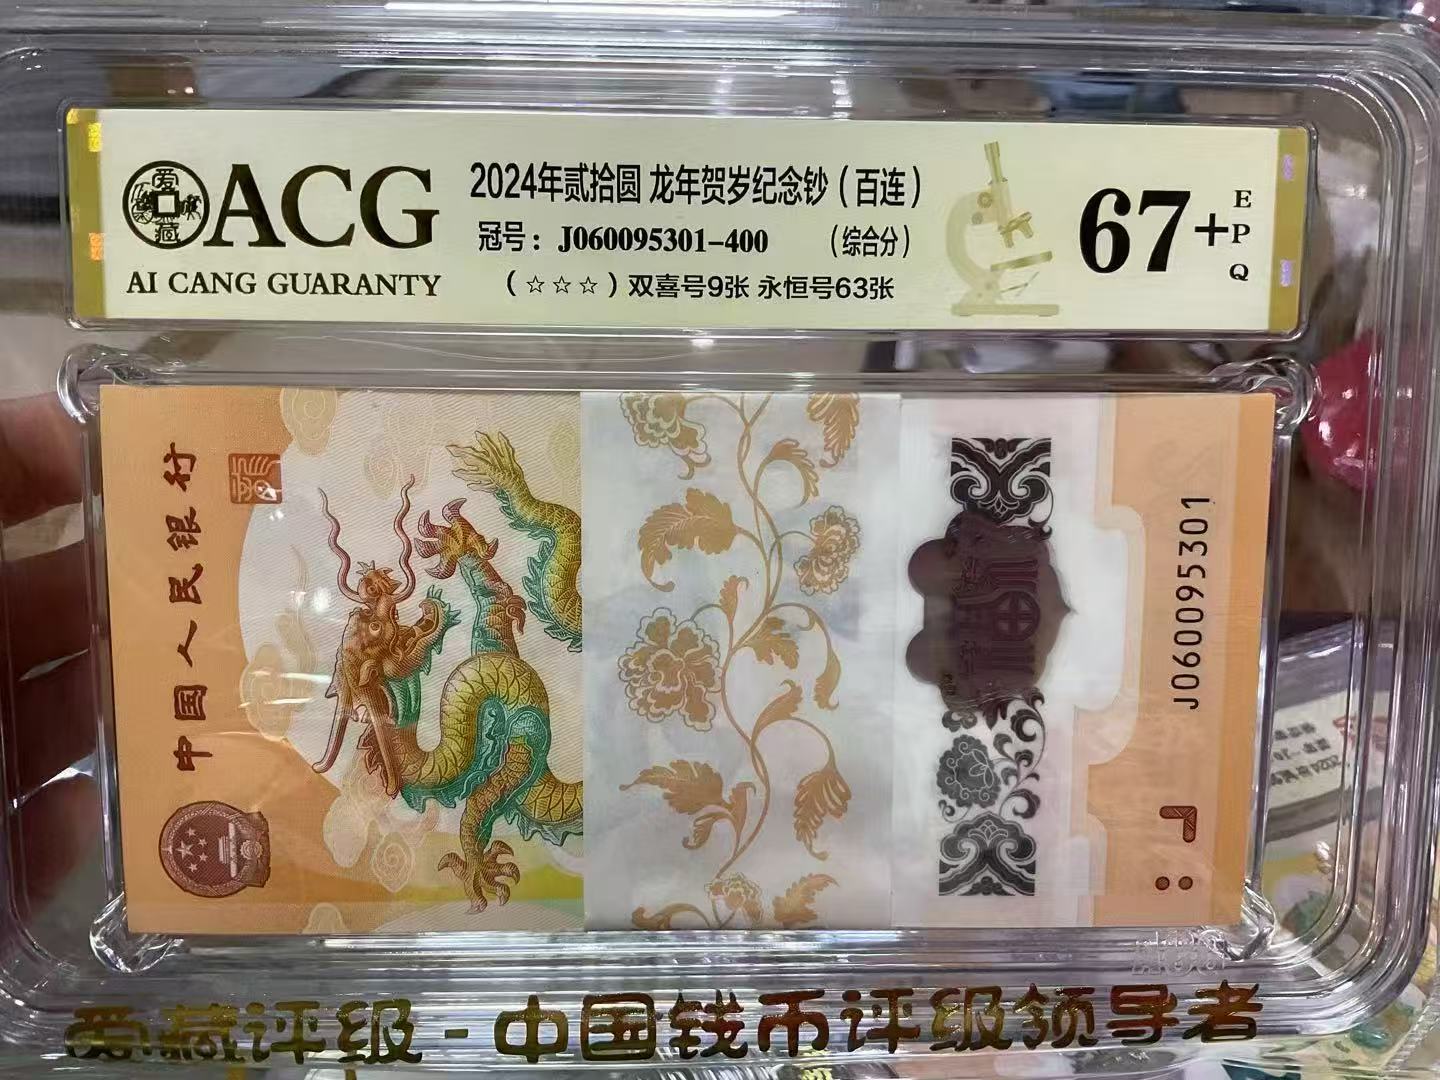 爱藏
ACG
AI CANG GUARANTY
2024年贰拾圆 龙年贺岁纪念钞（百连）
冠号：J060095301-400 （综合分）
（☆☆☆）双喜号9张 永恒号63张
67+
EPQ
中国人民银行
J060095301
爱藏评级-中国钱币评级领导者